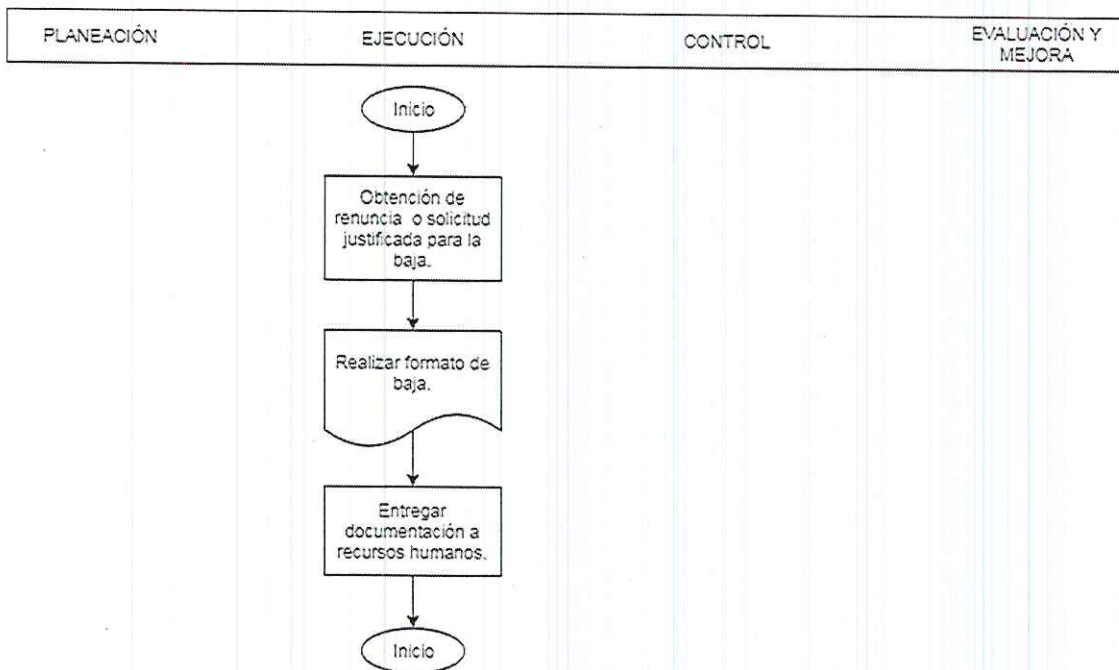 PLANEACIÓN
EJECUCIÓN
CONTROL
EVALUACIÓN Y
MEJORA
Inicio
Obtención de
renuncia o solicitud
justificada para la
baja.
Realizar formato de
baja.
Entregar
documentación a
recursos humanos.
Inicio